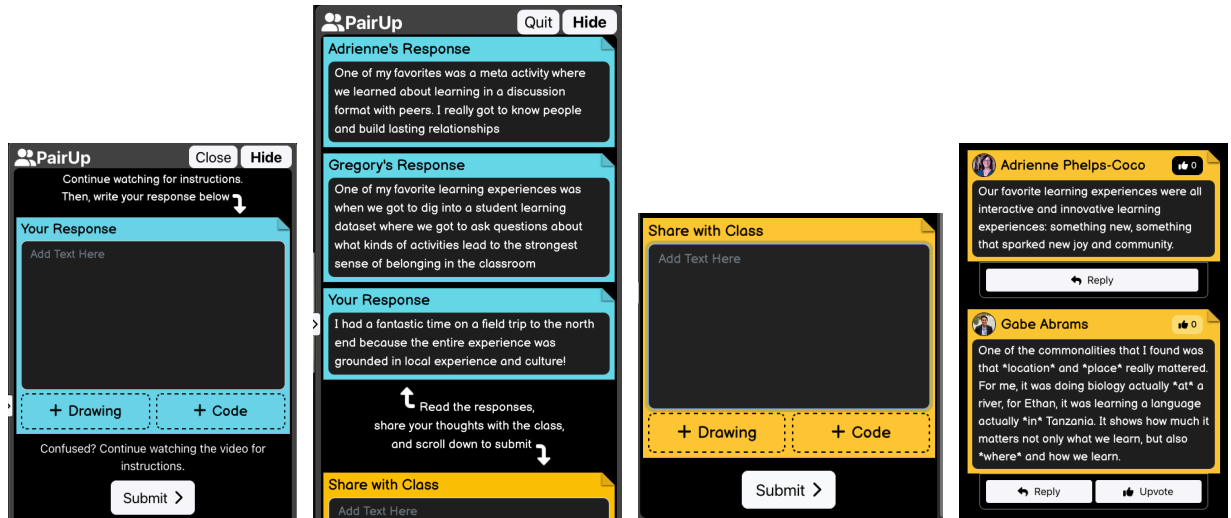 PairUp
Close
Hide
Continue watching for instructions.
Then, write your response below
Your Response
Add Text Here
+ Drawing
+ Code
Confused? Continue watching the video for
instructions.
Submit
PairUp
Quit
Hide
Adrienne's Response
One of my favorites was a meta activity where
we learned about learning in a discussion
format with peers. I really got to know people
and build lasting relationships
Gregory's Response
One of my favorite learning experiences was
when we got to dig into a student learning
dataset where we got to ask questions about
what kinds of activities lead to the strongest
sense of belonging in the classroom
Your Response
I had a fantastic time on a field trip to the north
end because the entire experience was
grounded in local experience and culture!
Read the responses,
share your thoughts with the class,
and scroll down to submit
Share with Class
Add Text Here
Share with Class
Add Text Here
+ Drawing
+ Code
Submit
Adrienne Phelps-Coco
0
Our favorite learning experiences were all
interactive and innovative learning
experiences: something new, something
that sparked new joy and community.
Reply
Gabe Abrams
0
One of the commonalities that I found was
that *location* and *place* really mattered.
For me, it was doing biology actually *at* a
river, for Ethan, it was learning a language
actually *in* Tanzania. It shows how much it
matters not only what we learn, but also
*where* and how we learn.
Reply
Upvote